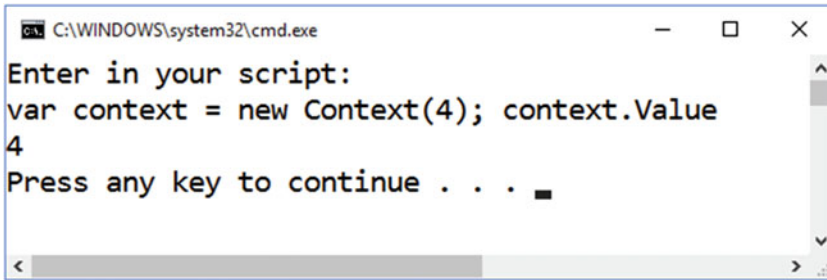 C:\WINDOWS\system32\cmd.exe
Enter in your script:
var context = new Context(4); context.Value
4
Press any key to continue . . .